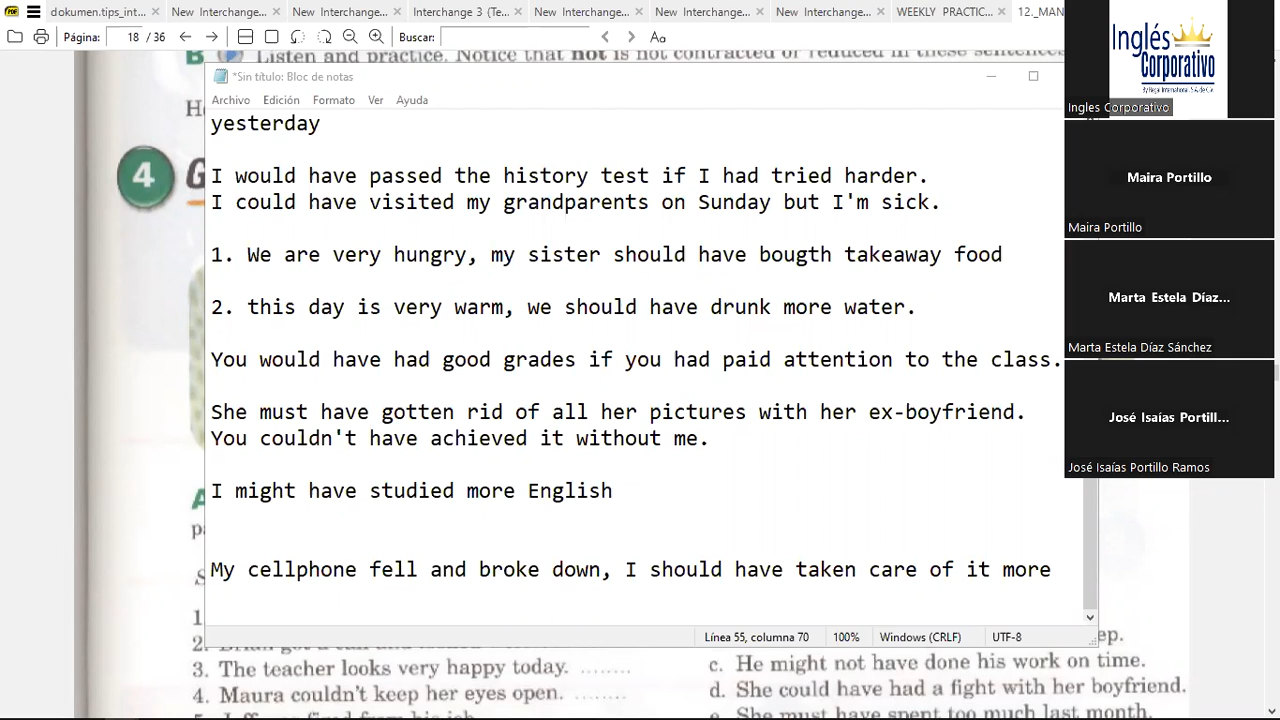 dokumen.tips_int...
New Interchange...
New Interchange...
Interchange 3 (Te...
New Interchange...
New Interchange...
New Interchange...
WEEKLY PRACTIC...
12._MAN
Página: 18 / 36
Buscar:
Aa
B
Listen and practice. Notice that not is not contracted or reduced in these sentences
He
*Sin título: Bloc de notas
Archivo Edición Formato Ver Ayuda
yesterday
4 G
I would have passed the history test if I had tried harder.
I could have visited my grandparents on Sunday but I'm sick.
1. We are very hungry, my sister should have bougth takeaway food
2. this day is very warm, we should have drunk more water.
You would have had good grades if you had paid attention to the class.
She must have gotten rid of all her pictures with her ex-boyfriend.
You couldn't have achieved it without me.
I might have studied more English
A
pa
My cellphone fell and broke down, I should have taken care of it more
S
1
Línea 55, columna 70 100% Windows (CRLF) UTF-8
2.
ep.
3. The teacher looks very happy today. ........
c. He might not have done his work on time.
4. Maura couldn't keep her eyes open. ........
d. She could have had a fight with her boyfriend.
e. She must have spent too much last month.
Inglés
Corporativo
Ingles Corporativo
Maira Portillo
Maira Portillo
Marta Estela Díaz...
Marta Estela Díaz Sánchez
José Isaías Portill...
José Isaías Portillo Ramos